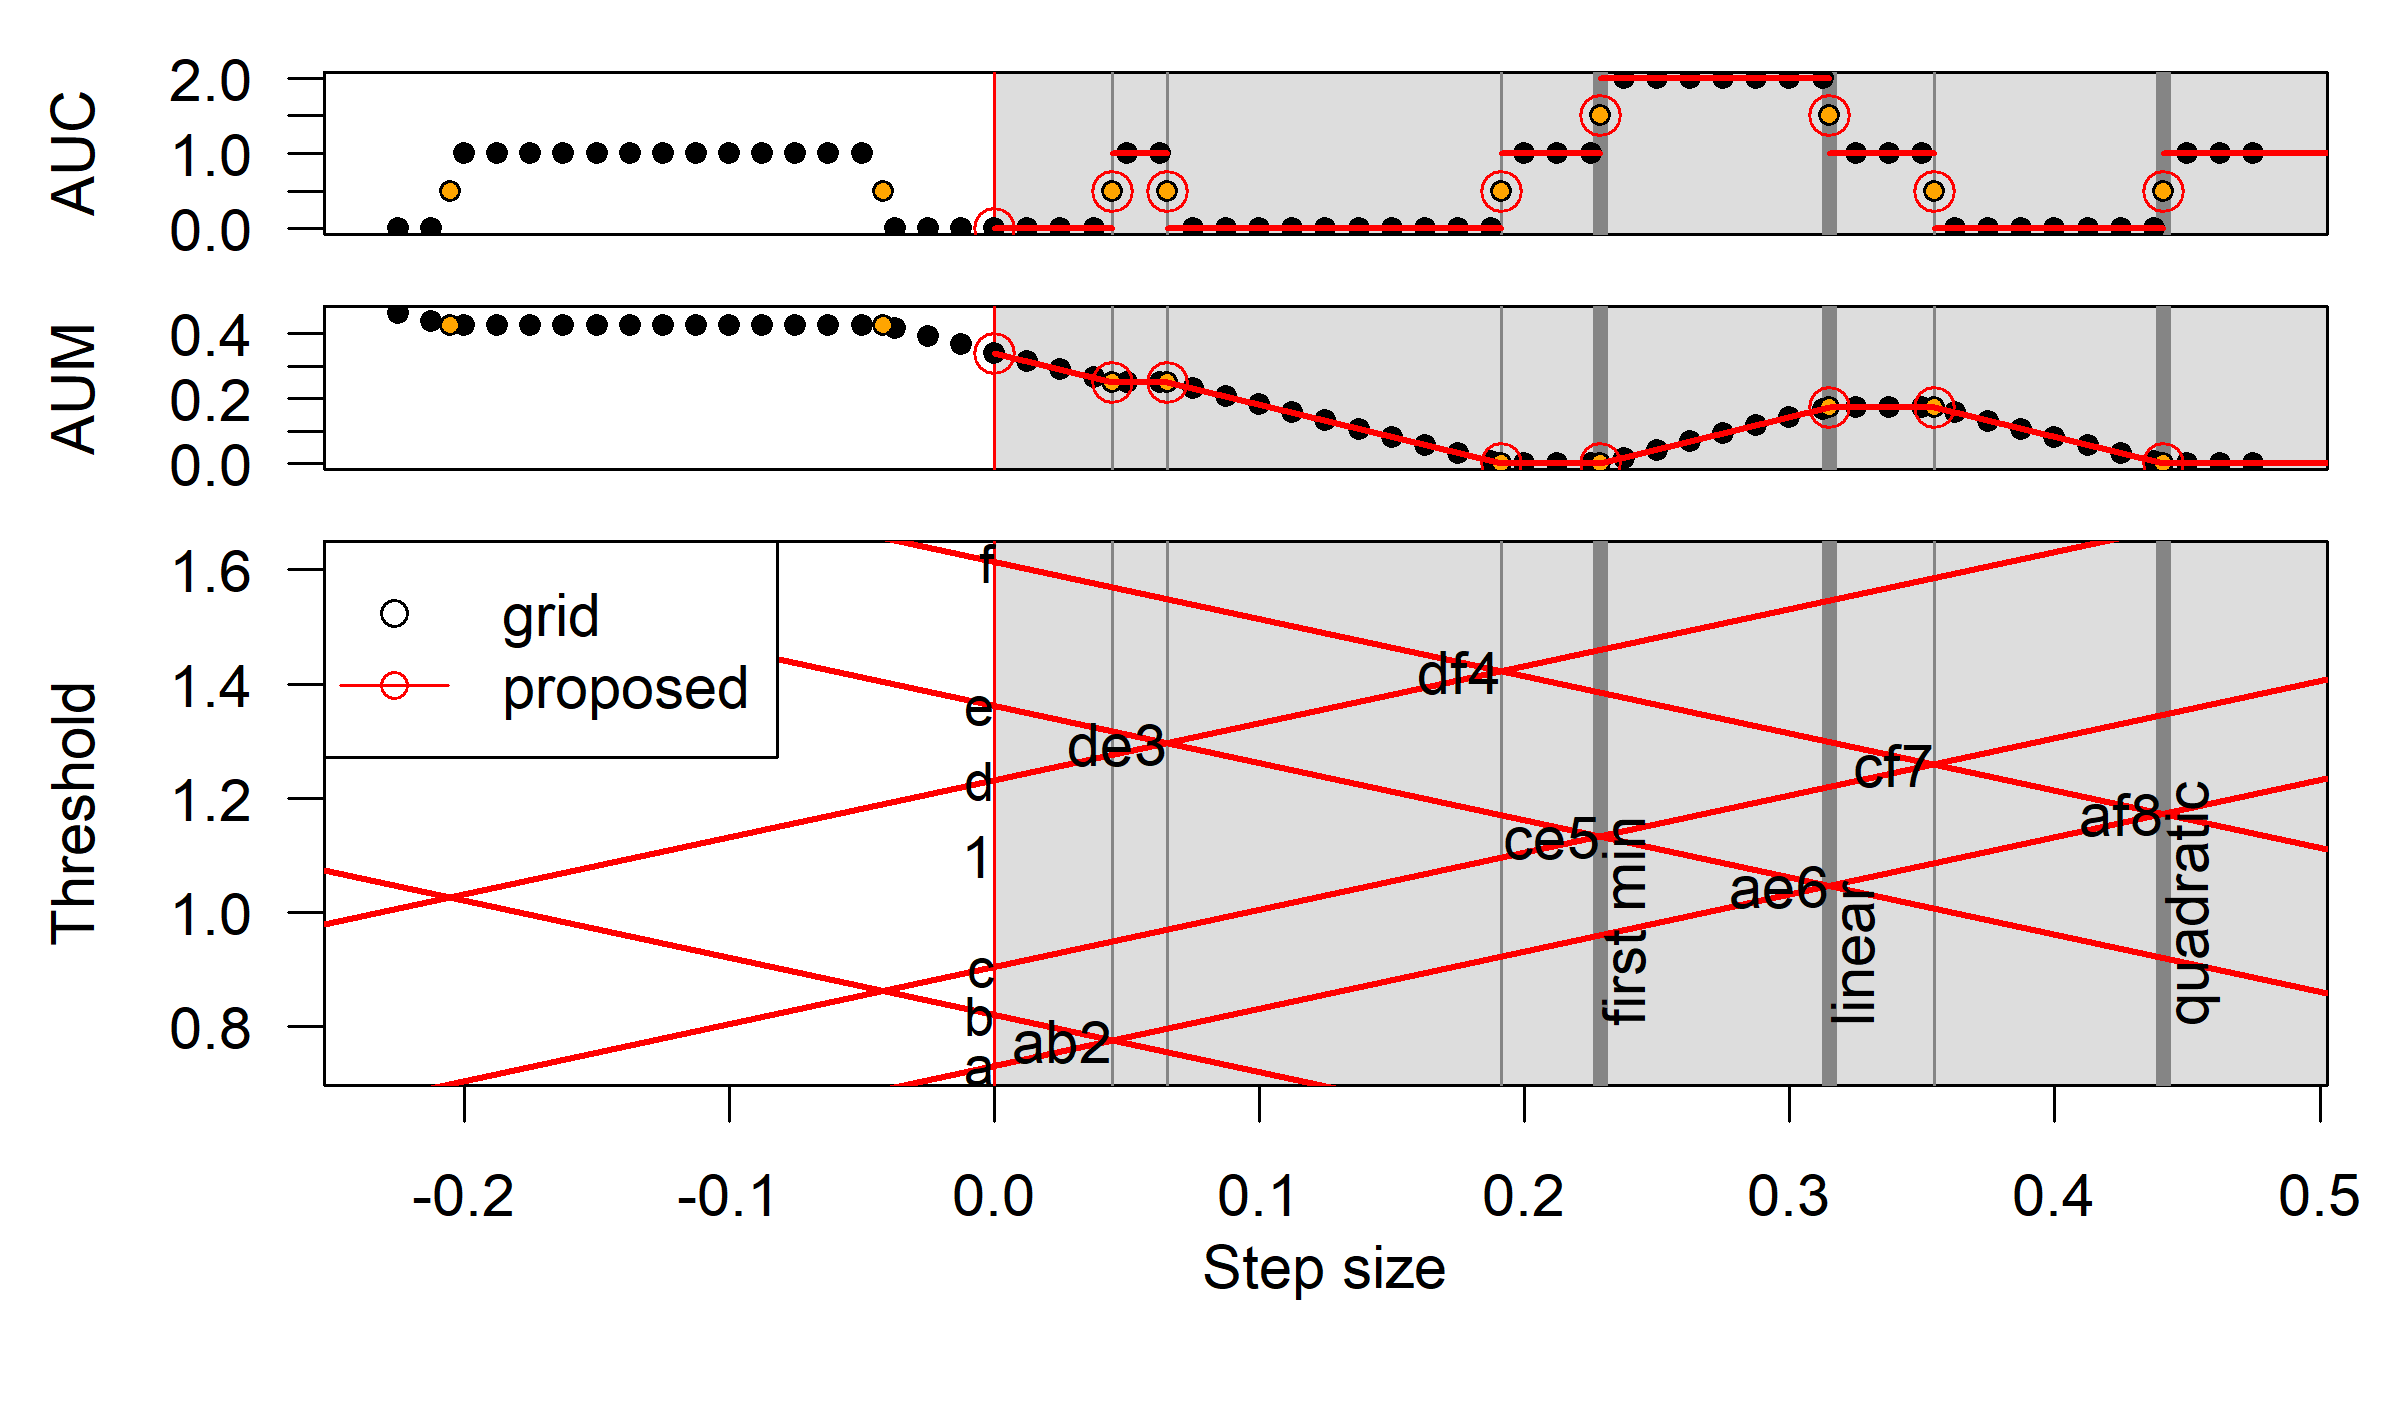 AUC
2.0
1.0
0.0
AUM
0.4
0.2
0.0
Threshold
1.6
1.4
1.2
1.0
0.8
grid
proposed
f
e
d
1
c
b
a
ab2
de3
df4
ce5
ae6
cf7
af8
first min
linear
quadratic
-0.2 -0.1 0.0 0.1 0.2 0.3 0.4 0.5
Step size